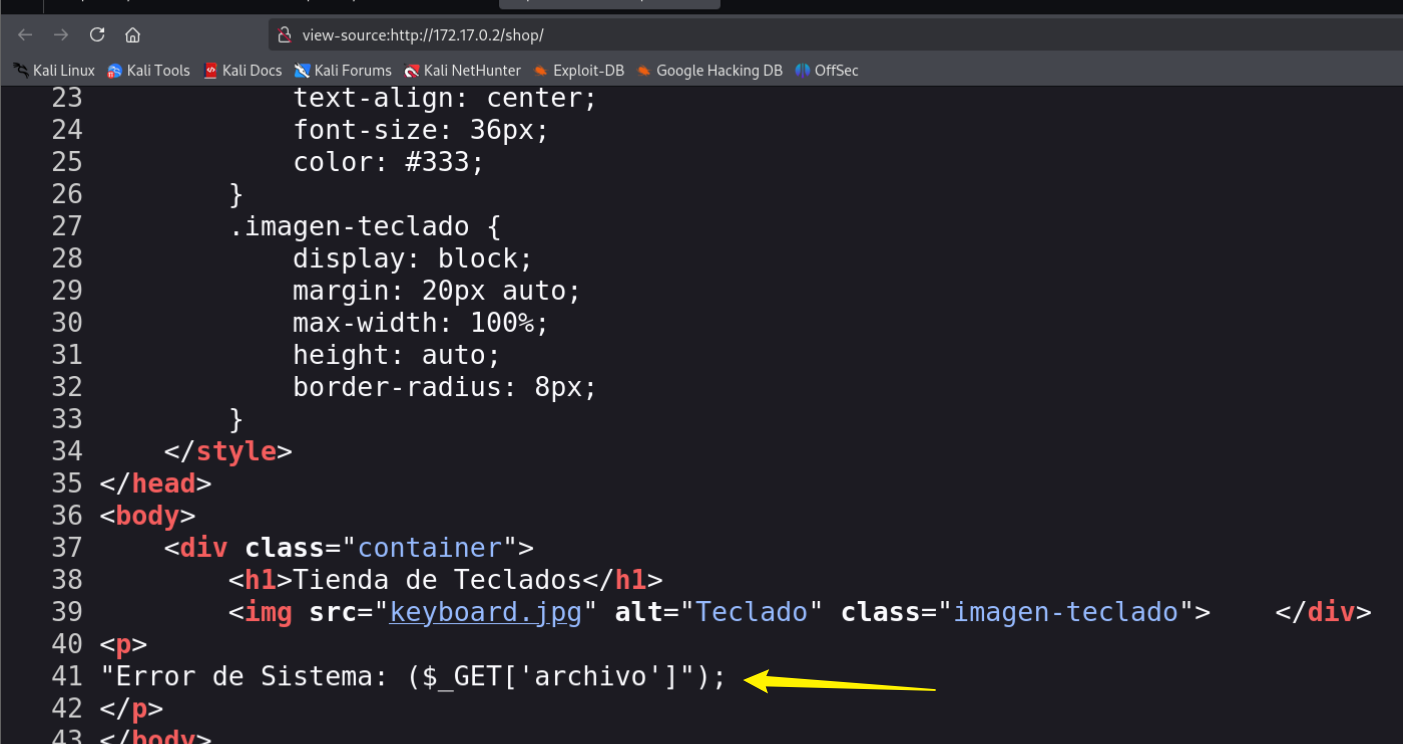 view-source:http://172.17.0.2/shop/
Kali Linux Kali Tools Kali Docs Kali Forums Kali NetHunter Exploit-DB Google Hacking DB OffSec
23 text-align: center;
24 font-size: 36px;
25 color: #333;
26 }
27 .imagen-teclado {
28 display: block;
29 margin: 20px auto;
30 max-width: 100%;
31 height: auto;
32 border-radius: 8px;
33 }
34 </style>
35 </head>
36 <body>
37 <div class="container">
38 <h1>Tienda de Teclados</h1>
39 <img src="keyboard.jpg" alt="Teclado" class="imagen-teclado"> </div>
40 <p>
41 "Error de Sistema: ($_GET['archivo']");
42 </p>
43 </body>